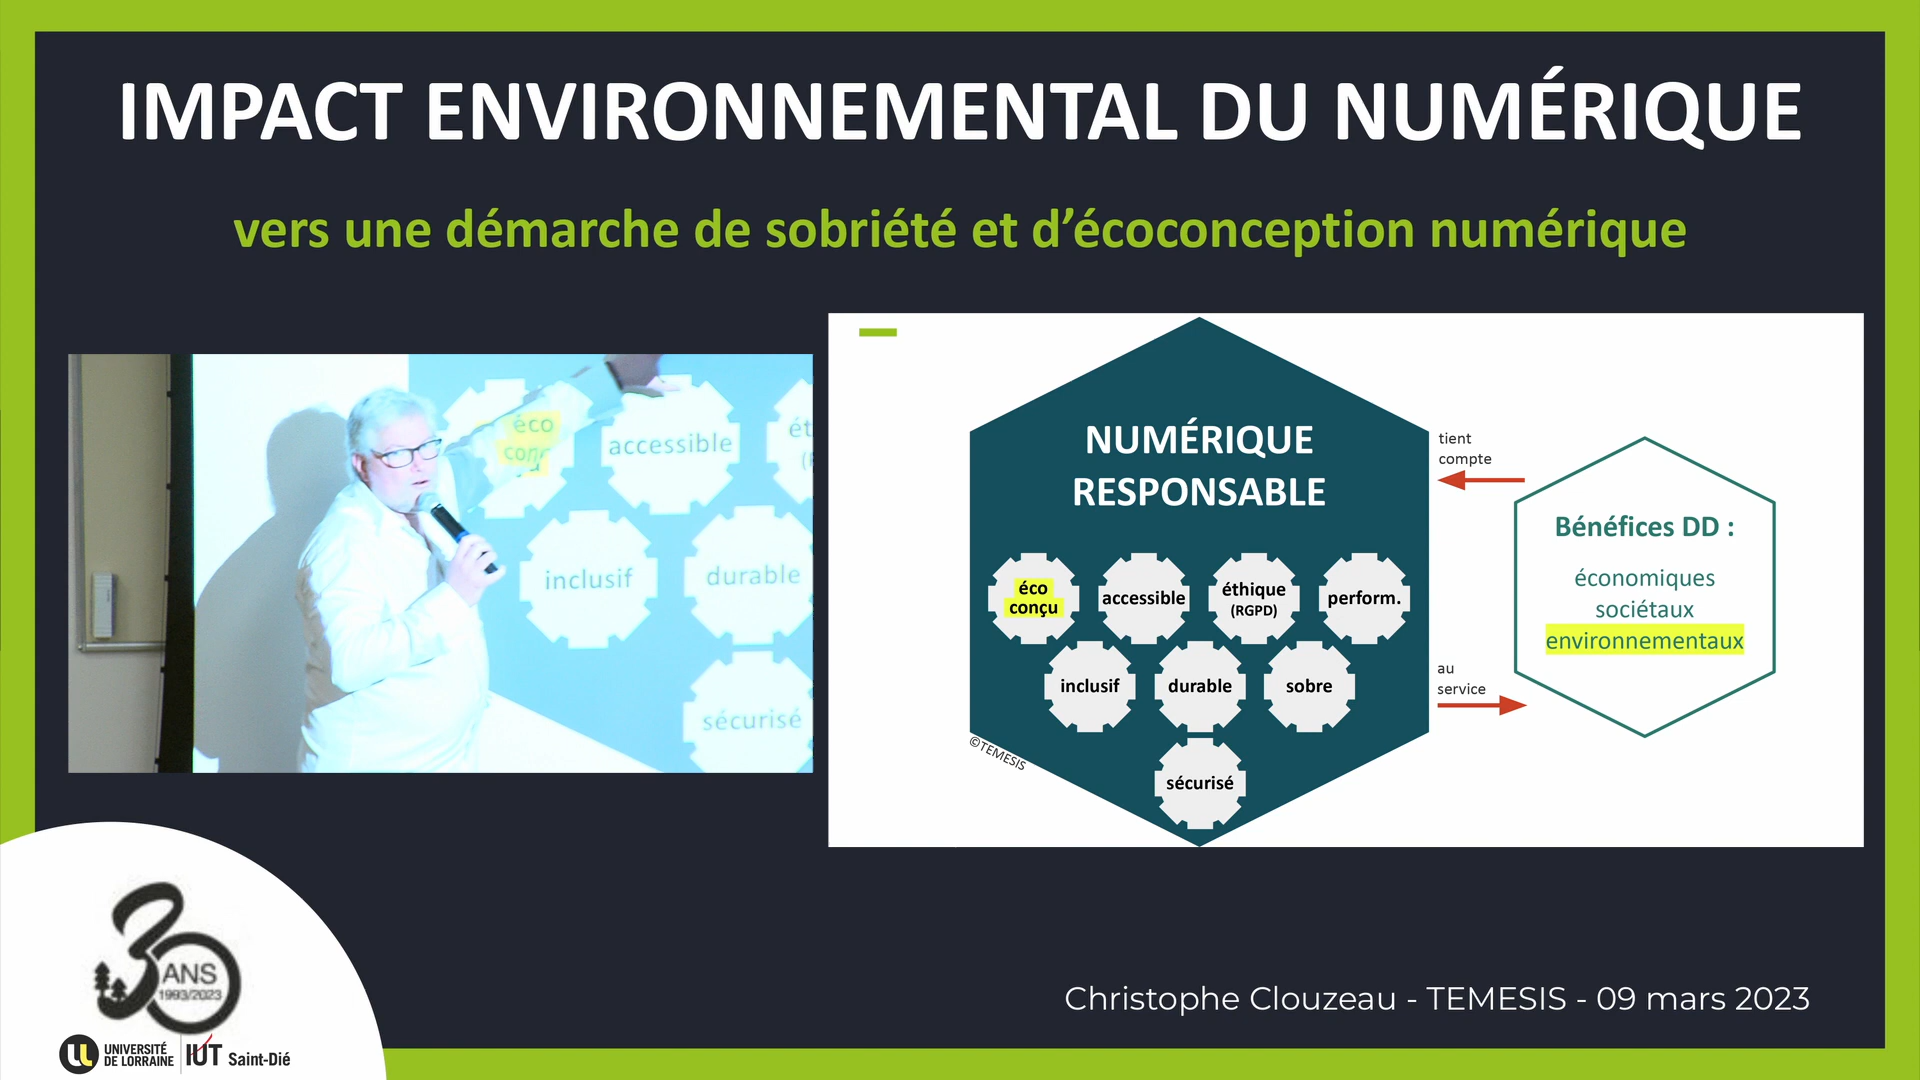 IMPACT ENVIRONNEMENTAL DU NUMÉRIQUE
vers une démarche de sobriété et d’écoconception numérique
éco
conç
accessible
ét
inclusif
durable
sécurisé
NUMÉRIQUE
RESPONSABLE
éco
conçu
accessible
éthique
(RGPD)
perform.
inclusif
durable
sobre
sécurisé
©TEMESIS
tient
compte
au
service
Bénéfices DD :
économiques
sociétaux
environnementaux
30
ANS
1993/2023
UNIVERSITÉ
DE LORRAINE
IUT Saint-Dié
Christophe Clouzeau - TEMESIS - 09 mars 2023